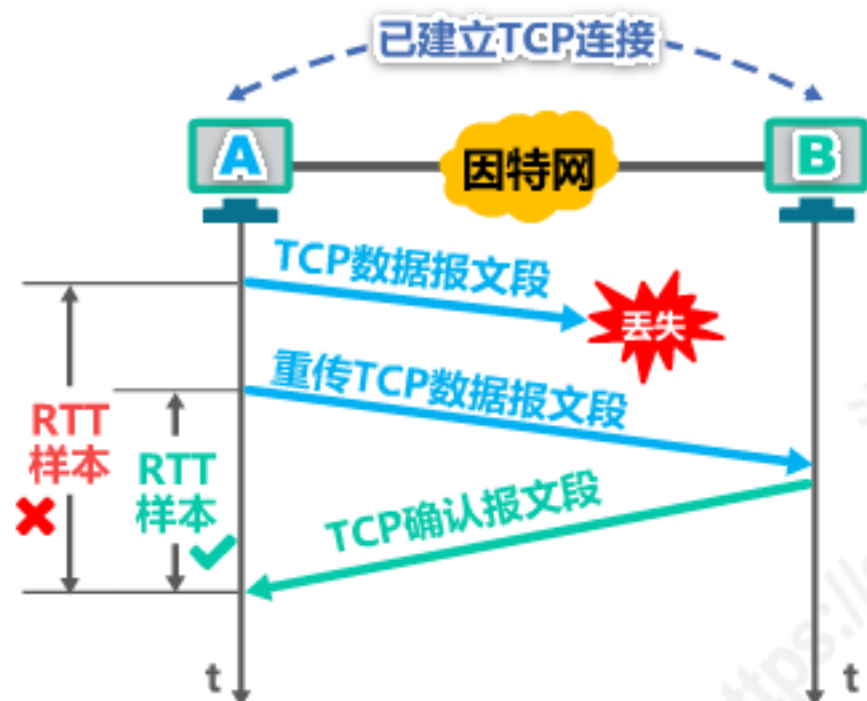 已建立TCP连接
A
因特网
B
TCP数据报文段
丢失
重传TCP数据报文段
RTT
样本
RTT
样本
TCP确认报文段
t
t